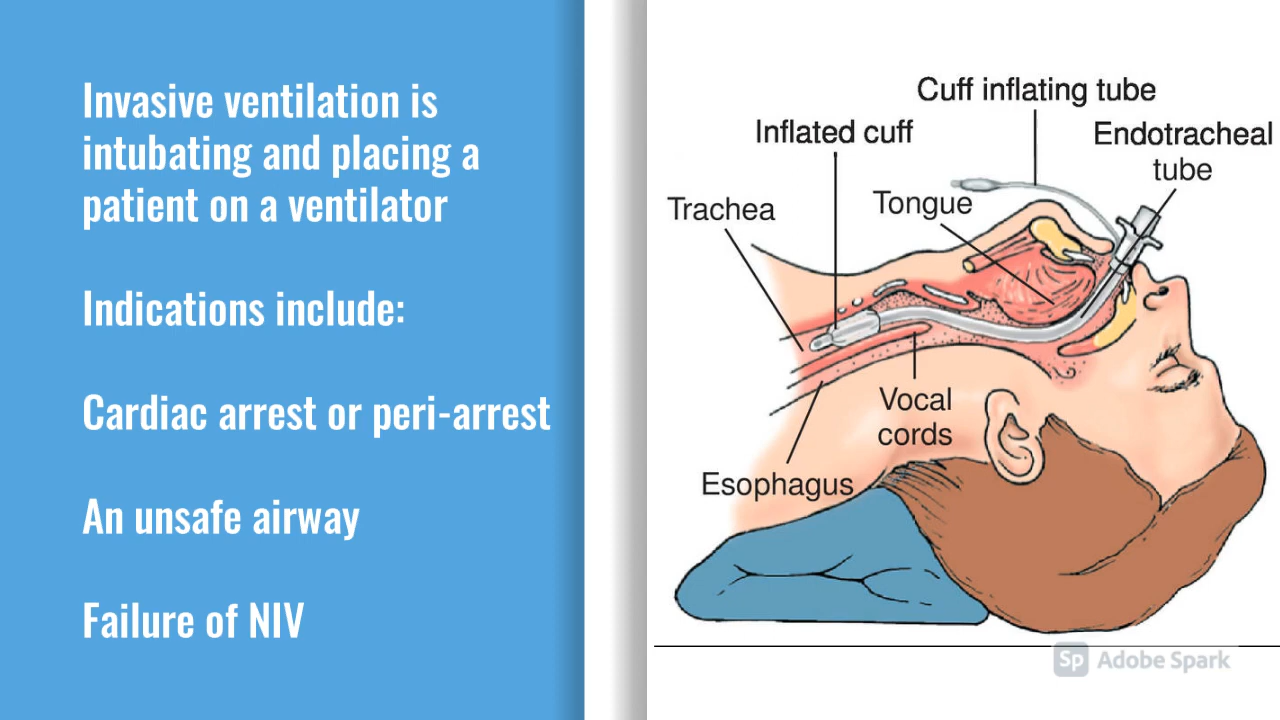 Invasive ventilation is
intubating and placing a
patient on a ventilator
Indications include:
Cardiac arrest or peri-arrest
An unsafe airway
Failure of NIV
Cuff inflating tube
Inflated cuff
Endotracheal
tube
Trachea
Tongue
Vocal
cords
Esophagus
Sp Adobe Spark